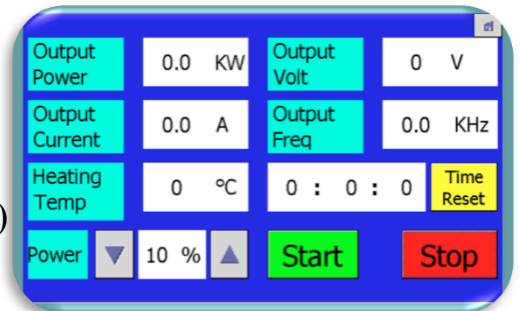 Output Power
0.0 KW
Output Volt
0 V
Output Current
0.0 A
Output Freq
0.0 KHz
Heating Temp
0 °C
0 : 0 : 0
Time Reset
)
Power
10 %
Start
Stop